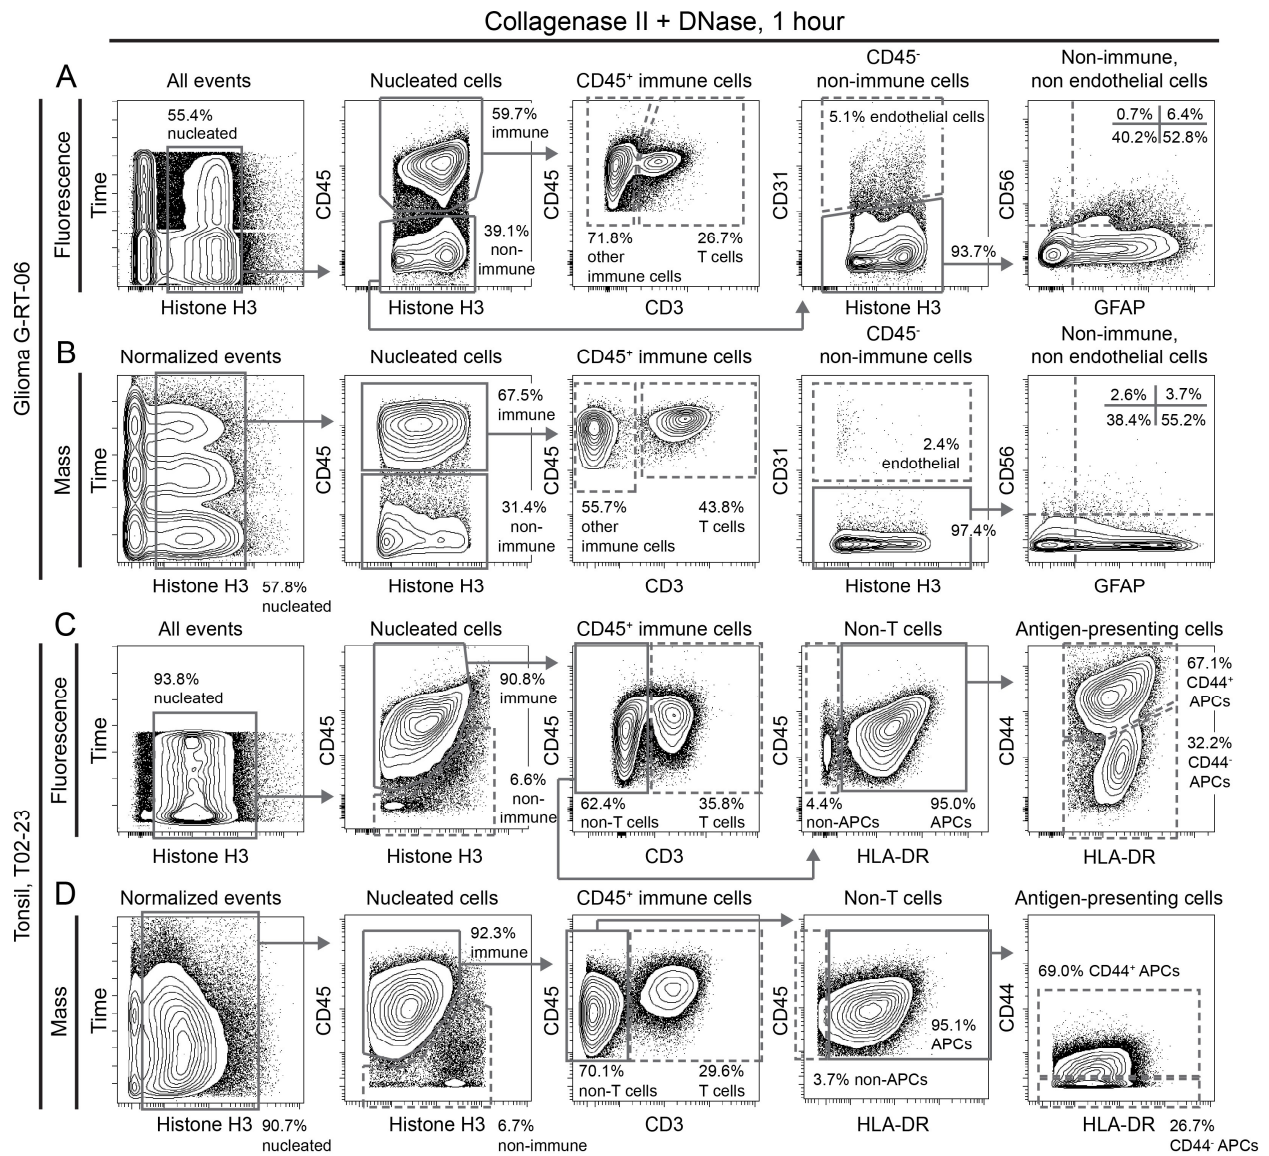 Collagenase II + DNase, 1 hour
Glioma G-RT-06
A
Fluorescence
All events
55.4%
nucleated
Time
Histone H3
Nucleated cells
59.7%
immune
39.1%
non-
immune
CD45
Histone H3
CD45⁺ immune cells
71.8%
other
immune cells
26.7%
T cells
CD45
CD3
CD45⁻
non-immune cells
5.1% endothelial cells
93.7%
CD31
Histone H3
Non-immune,
non endothelial cells
0.7% 6.4%
40.2% 52.8%
CD56
GFAP
B
Mass
Normalized events
Time
Histone H3
57.8%
nucleated
Nucleated cells
67.5%
immune
31.4%
non-
immune
CD45
Histone H3
CD45⁺ immune cells
55.7%
other
immune cells
43.8%
T cells
CD45
CD3
CD45⁻
non-immune cells
2.4%
endothelial
97.4%
CD31
Histone H3
Non-immune,
non endothelial cells
2.6% 3.7%
38.4% 55.2%
CD56
GFAP
Tonsil, T02-23
C
Fluorescence
All events
93.8%
nucleated
Time
Histone H3
Nucleated cells
90.8%
immune
6.6%
non-
immune
CD45
Histone H3
CD45⁺ immune cells
62.4%
non-T cells
35.8%
T cells
CD45
CD3
Non-T cells
4.4%
non-APCs
95.0%
APCs
CD45
HLA-DR
Antigen-presenting cells
67.1%
CD44⁺
APCs
32.2%
CD44⁻
APCs
CD44
HLA-DR
D
Mass
Normalized events
Time
Histone H3
90.7%
nucleated
Nucleated cells
92.3%
immune
CD45
Histone H3
6.7%
non-immune
CD45⁺ immune cells
70.1%
non-T cells
29.6%
T cells
CD45
CD3
Non-T cells
95.1%
APCs
3.7% non-APCs
CD45
HLA-DR
Antigen-presenting cells
69.0% CD44⁺ APCs
CD44
HLA-DR
26.7%
CD44⁻ APCs